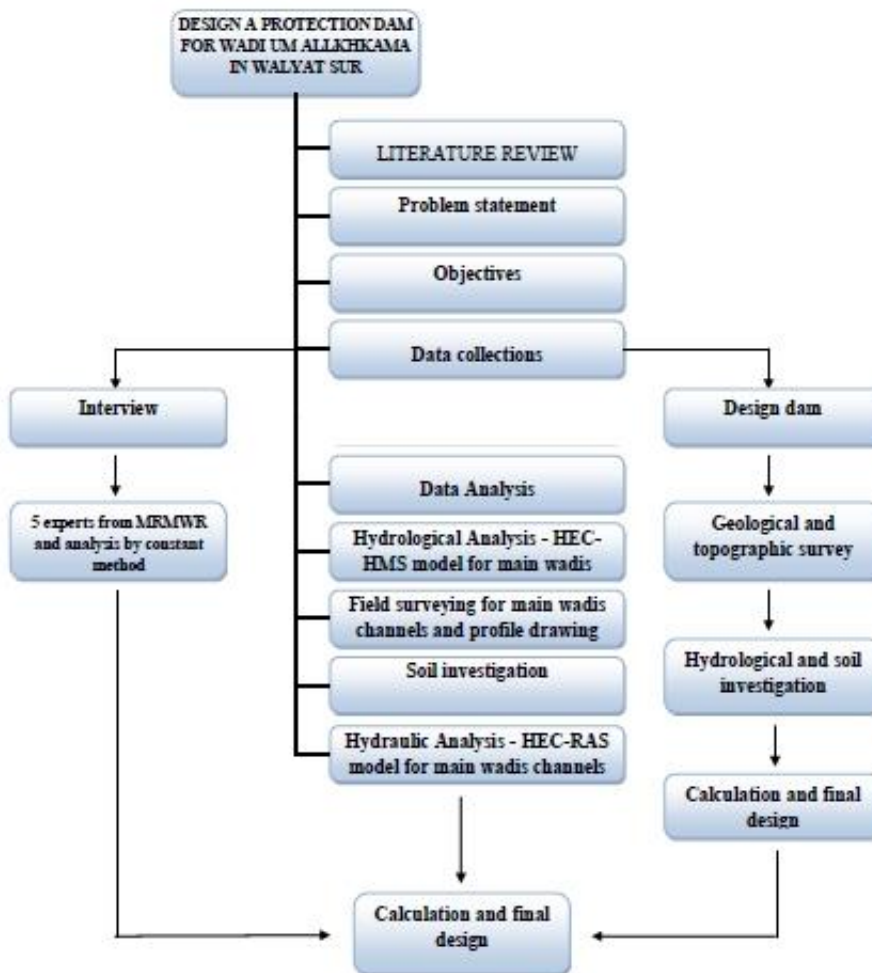 DESIGN A PROTECTION DAM
FOR WADI UM ALLKHKAMA
IN WALYAT SUR
LITERATURE REVIEW
Problem statement
Objectives
Data collections
Interview
Design dam
5 experts from MRMWR
and analysis by constant
method
Data Analysis
Geological and
topographic survey
Hydrological Analysis - HEC-
HMS model for main wadis
Field surveying for main wadis
channels and profile drawing
Hydrological and soil
investigation
Soil investigation
Hydraulic Analysis - HEC-RAS
model for main wadis channels
Calculation and final
design
Calculation and final
design